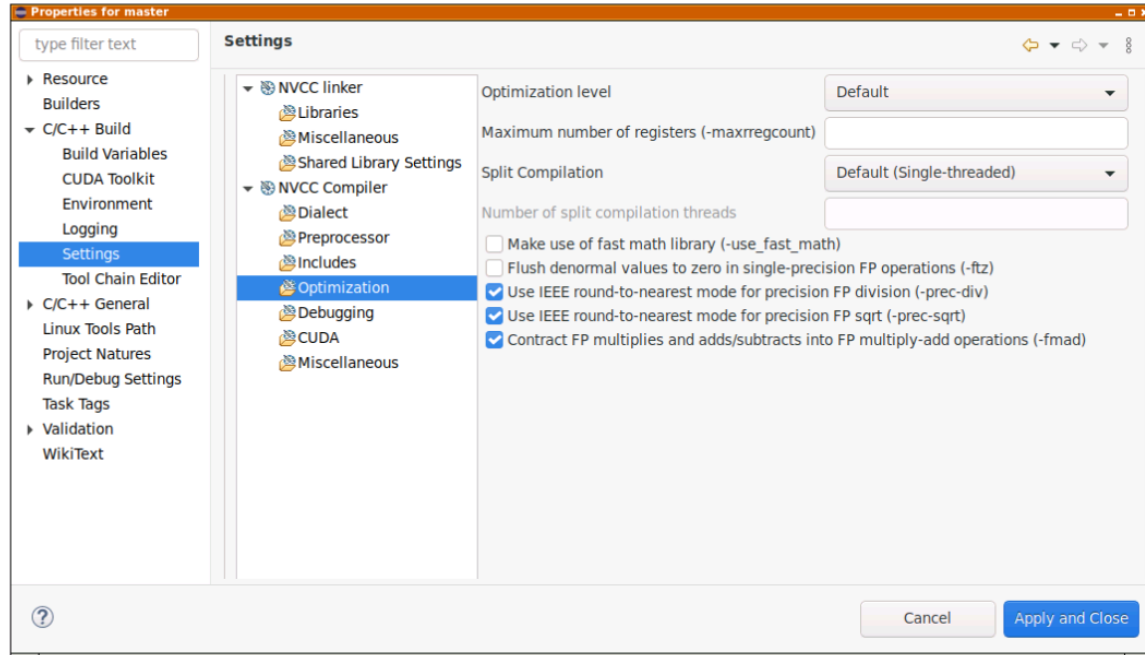 Properties for master
type filter text
Resource
Builders
C/C++ Build
Build Variables
CUDA Toolkit
Environment
Logging
Settings
Tool Chain Editor
C/C++ General
Linux Tools Path
Project Natures
Run/Debug Settings
Task Tags
Validation
WikiText
Settings
NVCC linker
Libraries
Miscellaneous
Shared Library Settings
NVCC Compiler
Dialect
Preprocessor
Includes
Optimization
Debugging
CUDA
Miscellaneous
Optimization level Default
Maximum number of registers (-maxrregcount)
Split Compilation Default (Single-threaded)
Number of split compilation threads
Make use of fast math library (-use_fast_math)
Flush denormal values to zero in single-precision FP operations (-ftz)
Use IEEE round-to-nearest mode for precision FP division (-prec-div)
Use IEEE round-to-nearest mode for precision FP sqrt (-prec-sqrt)
Contract FP multiplies and adds/subtracts into FP multiply-add operations (-fmad)
? Cancel Apply and Close